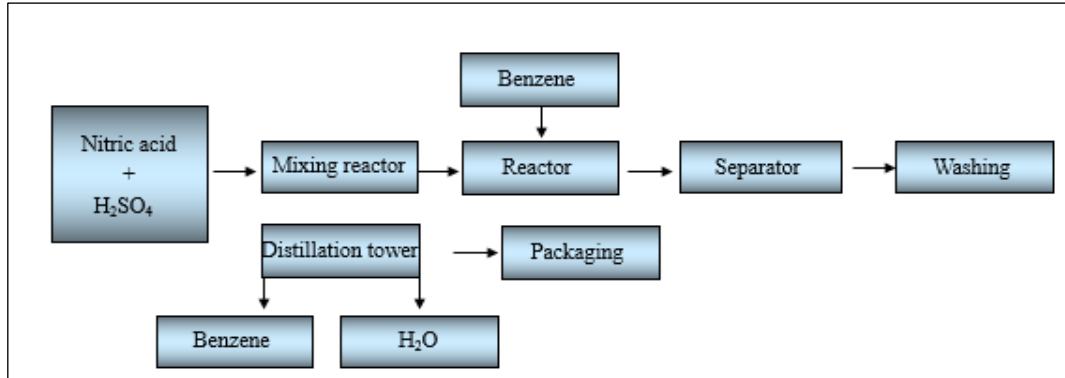 Benzene
Nitric acid
+
H₂SO₄
Mixing reactor
Reactor
Separator
Washing
Distillation tower
Packaging
Benzene
H₂O